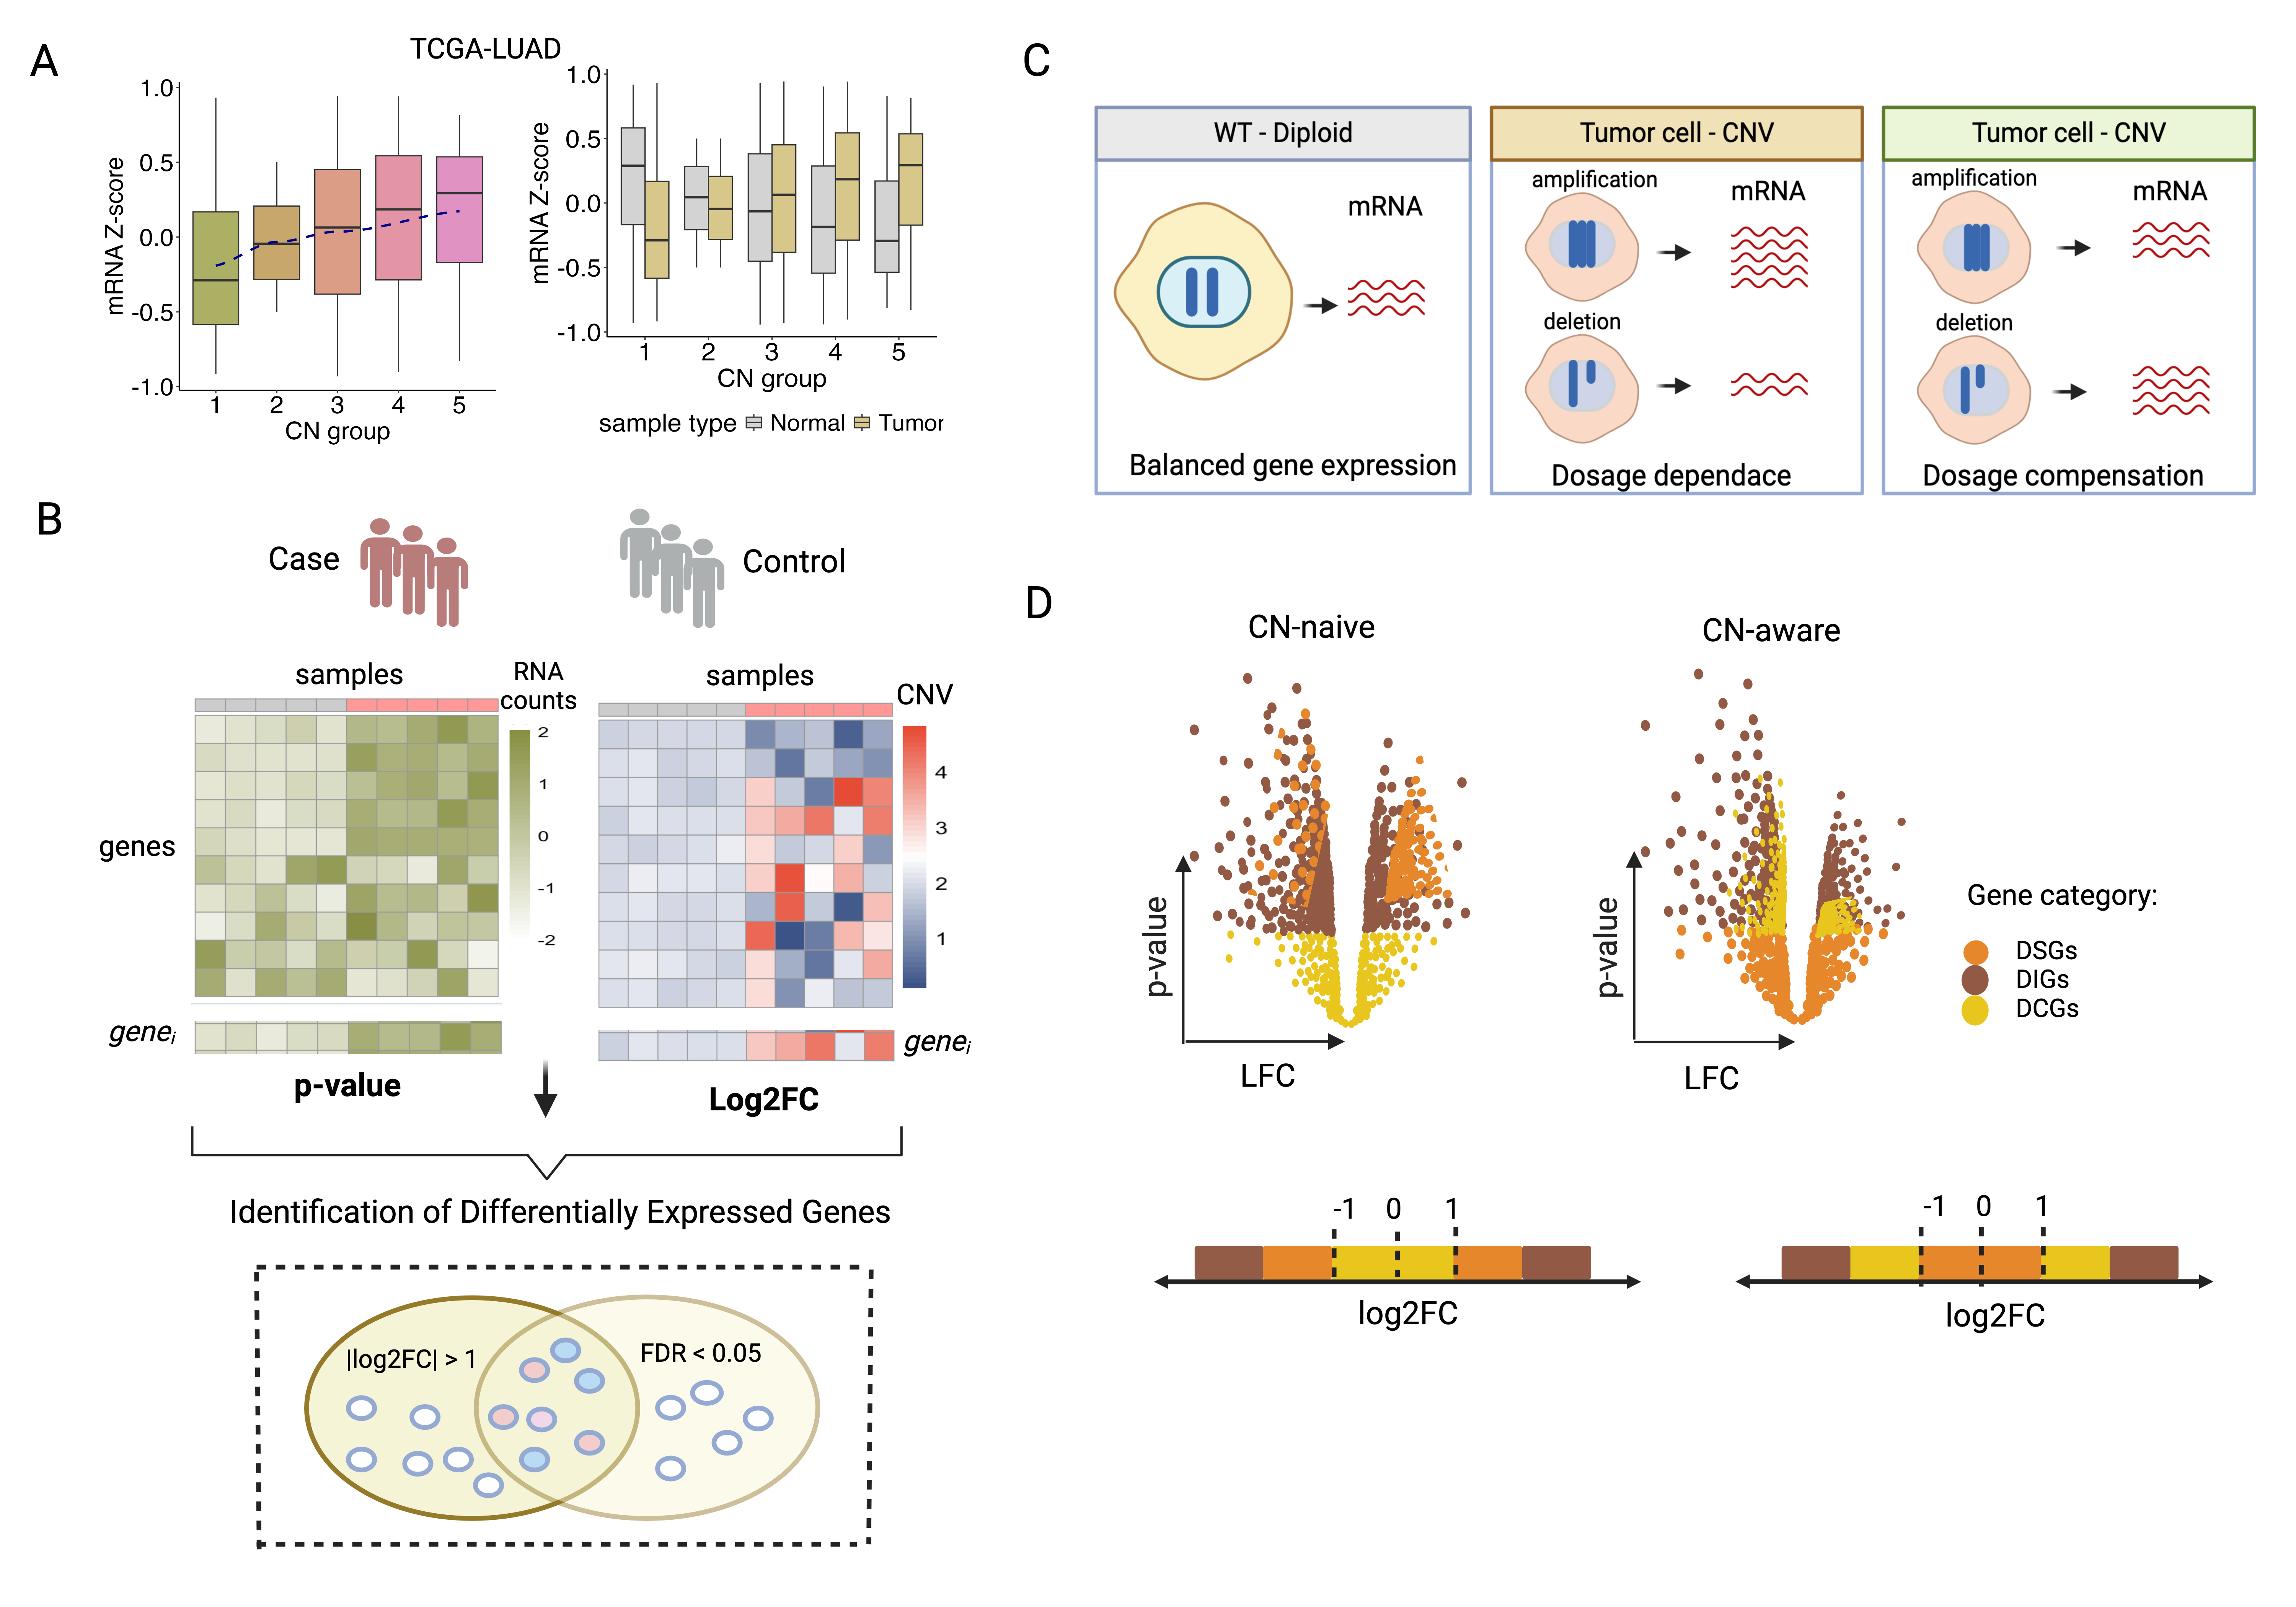 A
TCGA-LUAD
mRNA Z-score
1.0
0.5
0.0
-0.5
-1.0
1 2 3 4 5
CN group
mRNA Z-score
1.0
0.5
0.0
-0.5
-1.0
1 2 3 4 5
CN group
sample type Normal Tumor
B
Case
Control
samples
RNA
counts
2
1
0
-1
-2
genes
gene i
p-value
samples
CNV
4
3
2
1
gene i
Log2FC
Identification of Differentially Expressed Genes
|log2FC| > 1
FDR < 0.05
C
WT - Diploid
mRNA
Balanced gene expression
Tumor cell - CNV
amplification
mRNA
deletion
Dosage dependace
Tumor cell - CNV
amplification
mRNA
deletion
Dosage compensation
D
CN-naive
p-value
LFC
CN-aware
p-value
LFC
Gene category:
DSGs
DIGs
DCGs
-1 0 1
log2FC
-1 0 1
log2FC